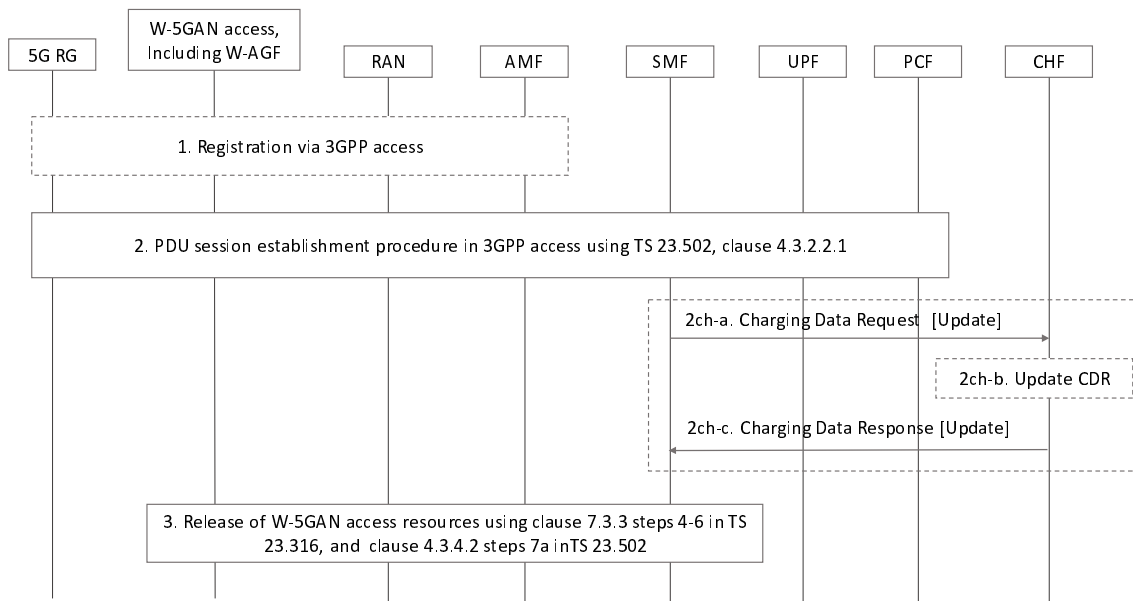 5G RG
W-5GAN access,
Including W-AGF
RAN
AMF
SMF
UPF
PCF
CHF
1. Registration via 3GPP access
2. PDU session establishment procedure in 3GPP access using TS 23.502, clause 4.3.2.2.1
2ch-a. Charging Data Request [Update]
2ch-b. Update CDR
2ch-c. Charging Data Response [Update]
3. Release of W-5GAN access resources using clause 7.3.3 steps 4-6 in TS
23.316, and clause 4.3.4.2 steps 7a inTS 23.502